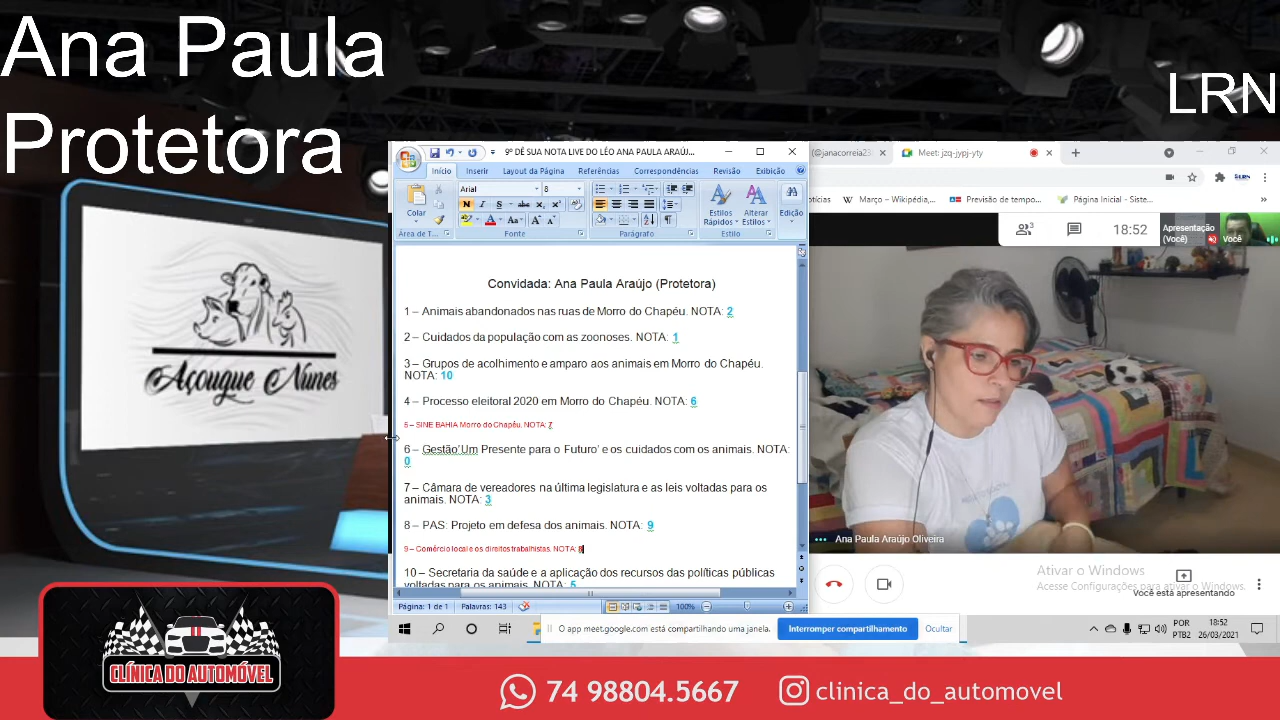 Ana Paula
Protetora
LRN
9º DÊ SUA NOTA LIVE DO LÉO ANA PAULA ARAÚJ...
Início Inserir Layout da Página Referências Correspondências Revisão Exibição
Colar
Arial 8
Estilos Rápidos
Alterar Estilos
Edição
Área de T... Fonte Parágrafo Estilo
Convidada: Ana Paula Araújo (Protetora)
1 – Animais abandonados nas ruas de Morro do Chapéu. NOTA: 2
2 – Cuidados da população com as zoonoses. NOTA: 1
3 – Grupos de acolhimento e amparo aos animais em Morro do Chapéu.
NOTA: 10
4 – Processo eleitoral 2020 em Morro do Chapéu. NOTA: 6
5 – SINE BAHIA Morro do Chapéu. NOTA: 7
6 – Gestão'Um Presente para o Futuro' e os cuidados com os animais. NOTA:
0
7 – Câmara de vereadores na última legislatura e as leis voltadas para os
animais. NOTA: 3
8 – PAS: Projeto em defesa dos animais. NOTA: 9
9 – Comércio local e os direitos trabalhistas. NOTA: 8
10 – Secretaria da saúde e a aplicação dos recursos das políticas públicas
voltadas para os animais. NOTA: 5
Página: 1 de 1 Palavras: 143 100%
(@janacorreia23 Meet: jzq-jypj-yty
Março – Wikipédia,... Previsão de tempo... Página Inicial - Siste...
3 18:52
Apresentação
(Você) Você
Ana Paula Araújo Oliveira
Ativar o Windows
Acesse Configurações para ativar o Windows.
Você está apresentando
O app meet.google.com está compartilhando uma janela. Interromper compartilhamento Ocultar
POR
PTB2
18:52
26/03/2021
Açougue Nunes
CLÍNICA DO AUTOMÓVEL
74 98804.5667
clinica_do_automovel